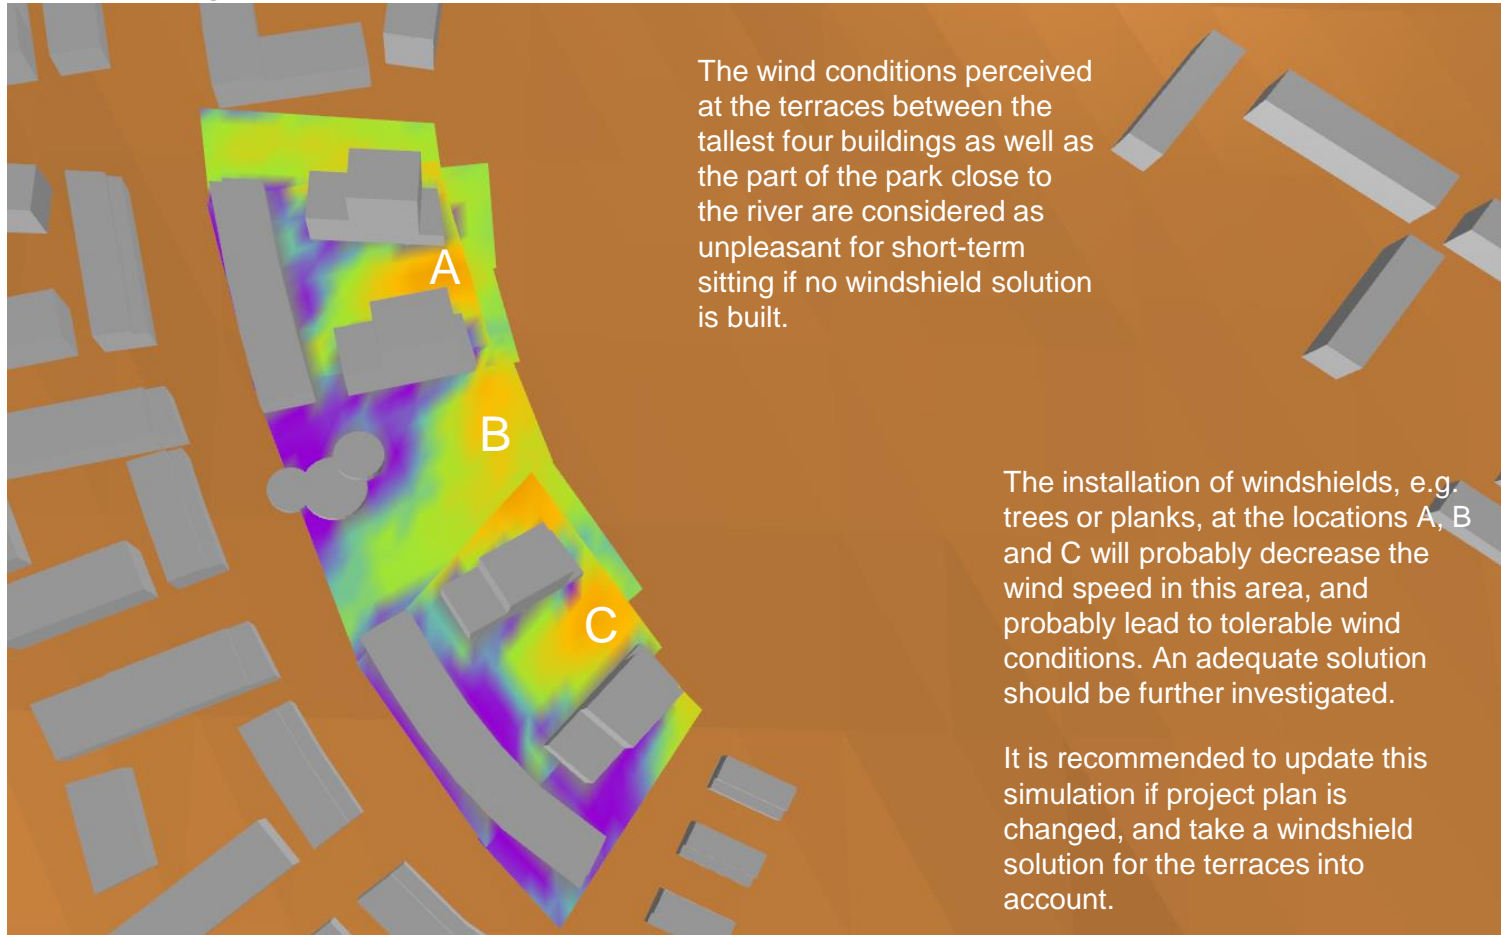 The wind conditions perceived
at the terraces between the
tallest four buildings as well as
the part of the park close to
the river are considered as
unpleasant for short-term
sitting if no windshield solution
is built.
A
B
C
The installation of windshields, e.g.
trees or planks, at the locations A, B
and C will probably decrease the
wind speed in this area, and
probably lead to tolerable wind
conditions. An adequate solution
should be further investigated.
It is recommended to update this
simulation if project plan is
changed, and take a windshield
solution for the terraces into
account.